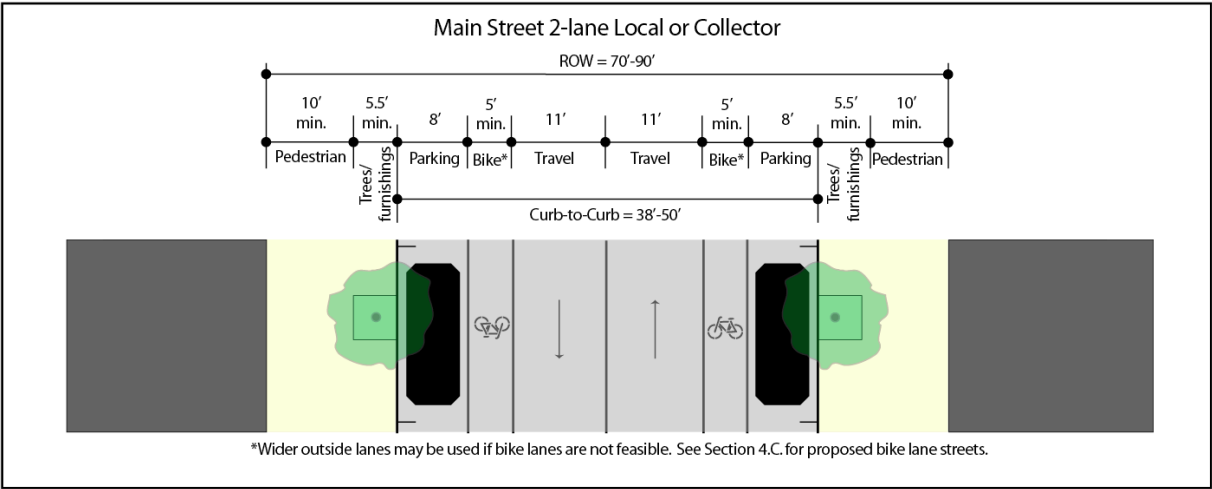 Main Street 2-lane Local or Collector
ROW = 70’-90’
10’ min.
5.5’ min.
8’
5’ min.
11’
11’
5’ min.
8’
5.5’ min.
10’ min.
Pedestrian
Trees/
furnishings
Parking
Bike*
Travel
Travel
Bike*
Parking
Trees/
furnishings
Pedestrian
Curb-to-Curb = 38’-50’
*Wider outside lanes may be used if bike lanes are not feasible. See Section 4.C. for proposed bike lane streets.